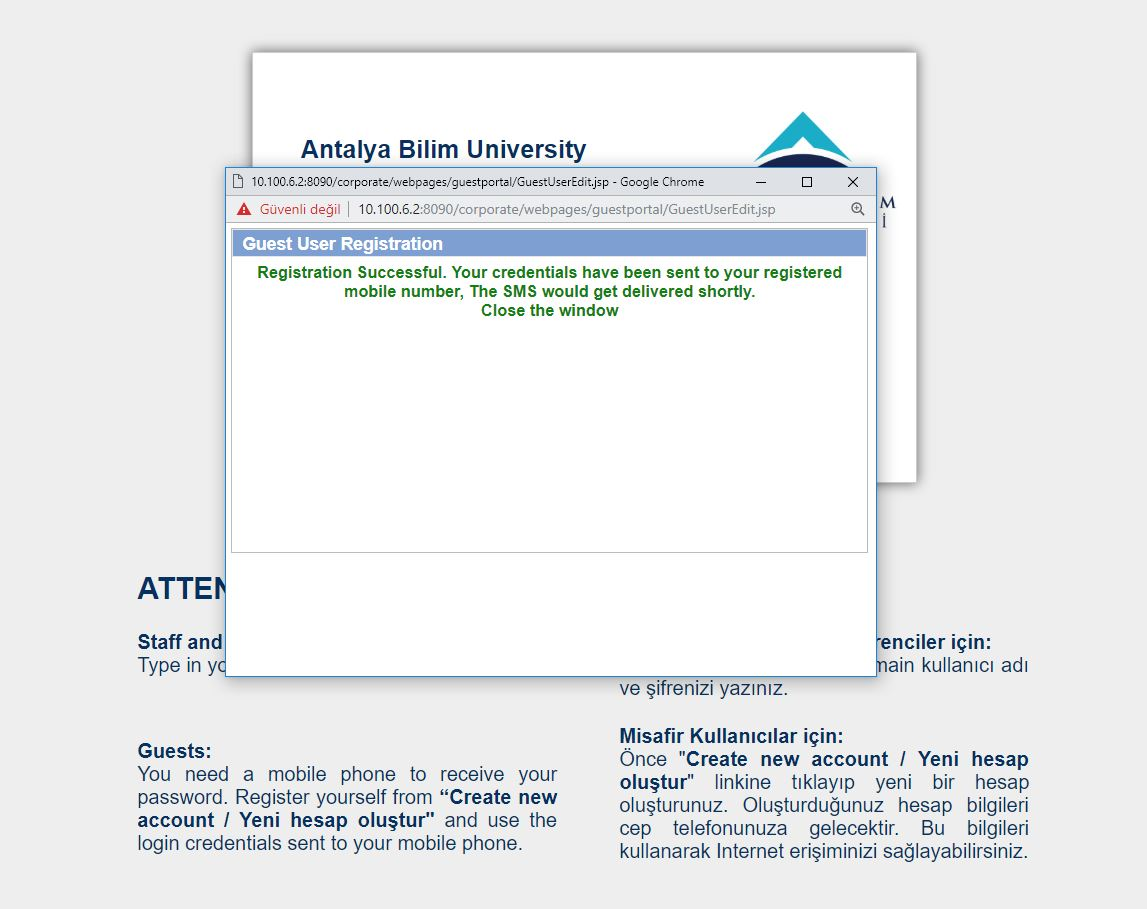 Antalya Bilim University
10.100.6.2:8090/corporate/webpages/guestportal/GuestUserEdit.jsp - Google Chrome
Güvenli değil | 10.100.6.2:8090/corporate/webpages/guestportal/GuestUserEdit.jsp
M
İ
Guest User Registration
Registration Successful. Your credentials have been sent to your registered
mobile number, The SMS would get delivered shortly.
Close the window
Staff and
Type in
Guests:
You need a mobile phone to receive your
password. Register yourself from “Create new
account / Yeni hesap oluştur" and use the
login credentials sent to your mobile phone.
için:
kullanıcı adı
ve şifrenizi yazınız.
Misafir Kullanıcılar için:
Önce "Create new account / Yeni hesap
oluştur" linkine tıklayıp yeni bir hesap
oluşturunuz. Oluşturduğunuz hesap bilgileri
cep telefonunuza gelecektir. Bu bilgileri
kullanarak Internet erişiminizi sağlayabilirsiniz.